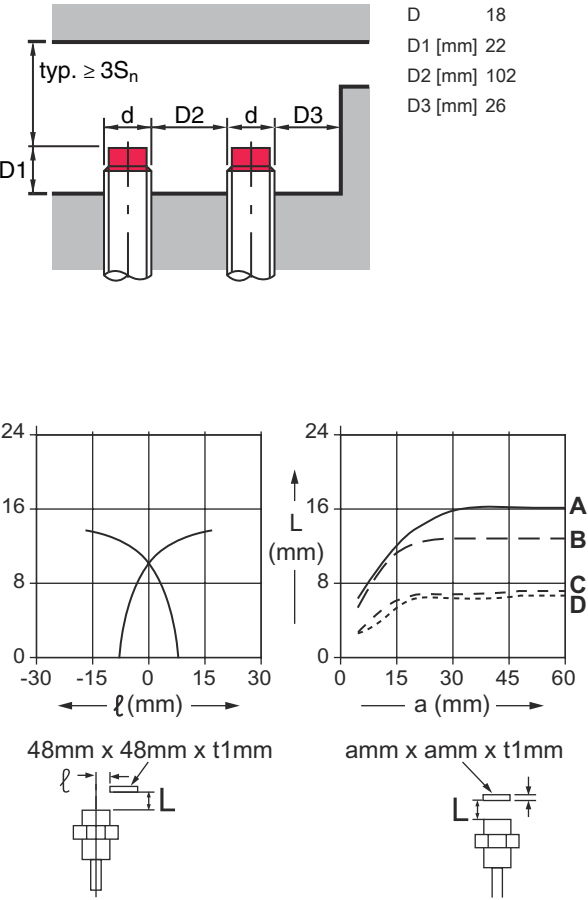 D 18
D1 [mm] 22
D2 [mm] 102
D3 [mm] 26
typ. ≥ 3Sn
d D2 d D3
D1
24
16
8
0
-30 -15 0 15 30
ℓ (mm)
L
(mm)
24
16
8
0
0 15 30 45 60
A
B
C
D
a (mm)
48mm x 48mm x t1mm
ℓ
L
amm x amm x t1mm
L